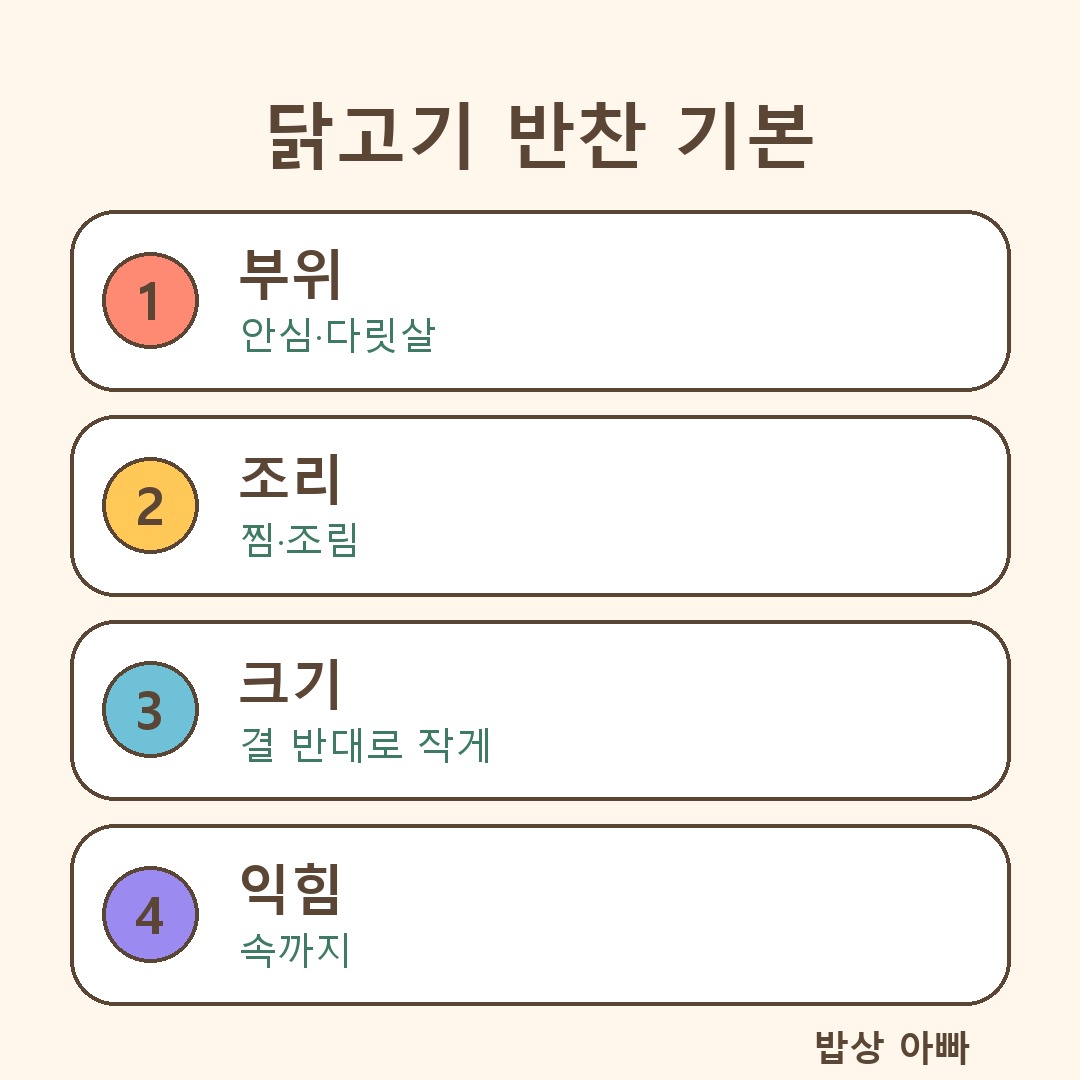 닭고기 반찬 기본
1
부위
안심·다릿살
2
조리
찜·조림
3
크기
결 반대로 작게
4
익힘
속까지
밥상 아빠